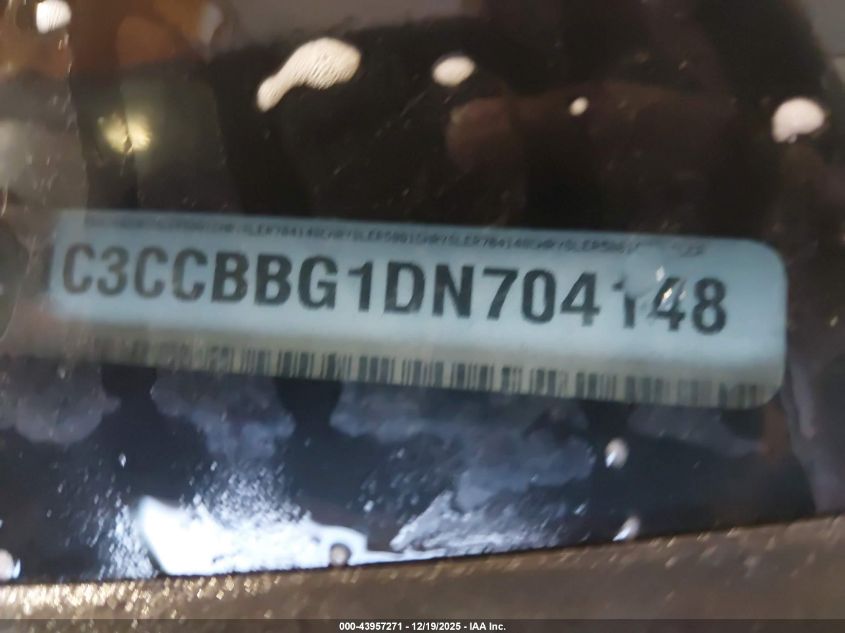 1C3CCBBG1DN704148
000-43957271 - 12/19/2025 - IAA Inc.